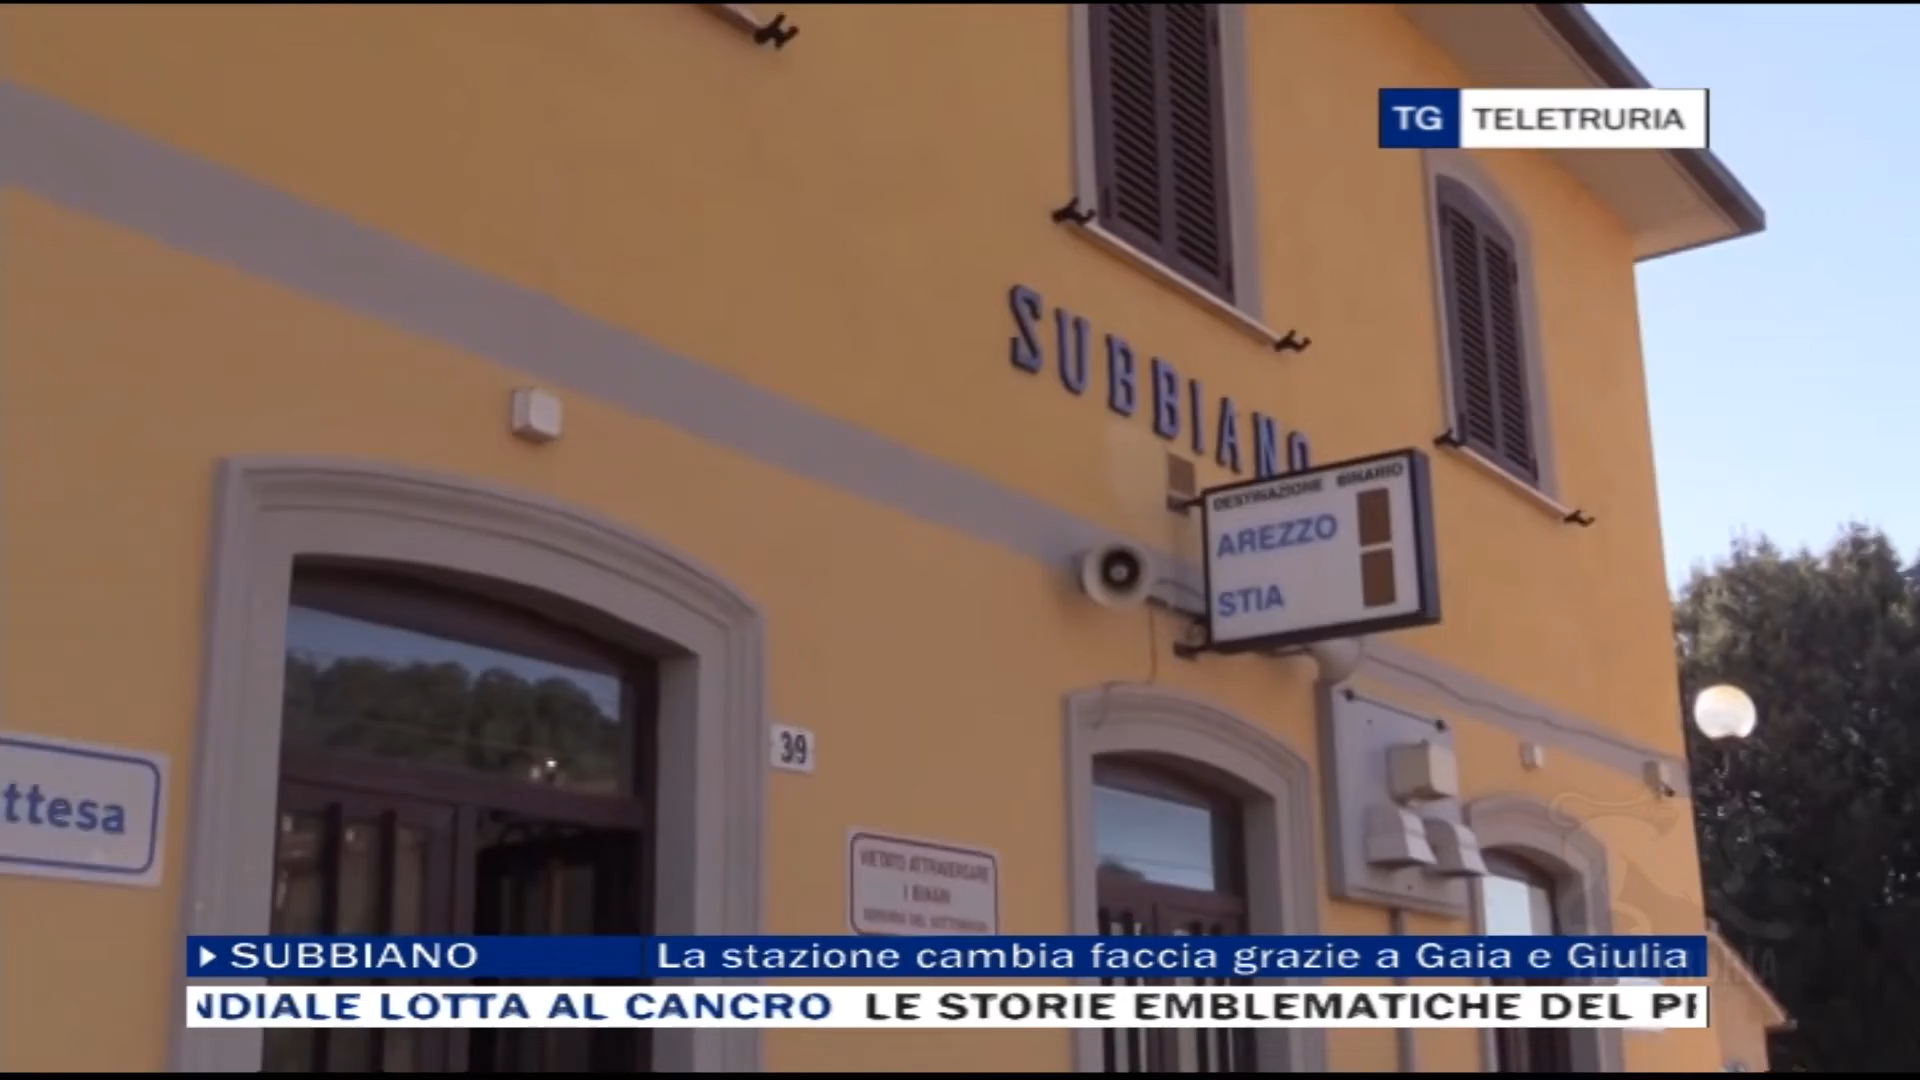 TG TELETRURIA
SUBBIANO
DESTINAZIONE BINARIO
AREZZO
STIA
39
ttesa
VIETATO ATTRAVERSARE
I BINARI
SUBBIANO La stazione cambia faccia grazie a Gaia e Giulia
NDIALE LOTTA AL CANCRO LE STORIE EMBLEMATICHE DEL